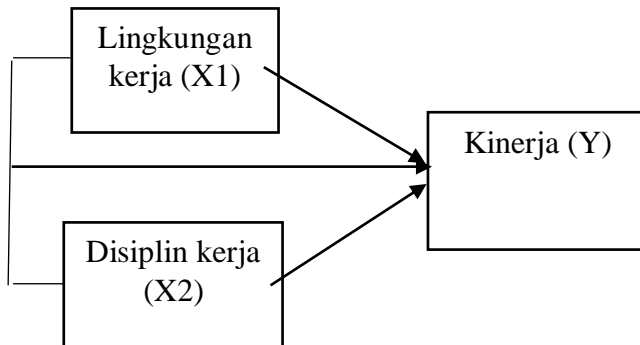 Lingkungan
kerja (X1)
Kinerja (Y)
Disiplin kerja
(X2)